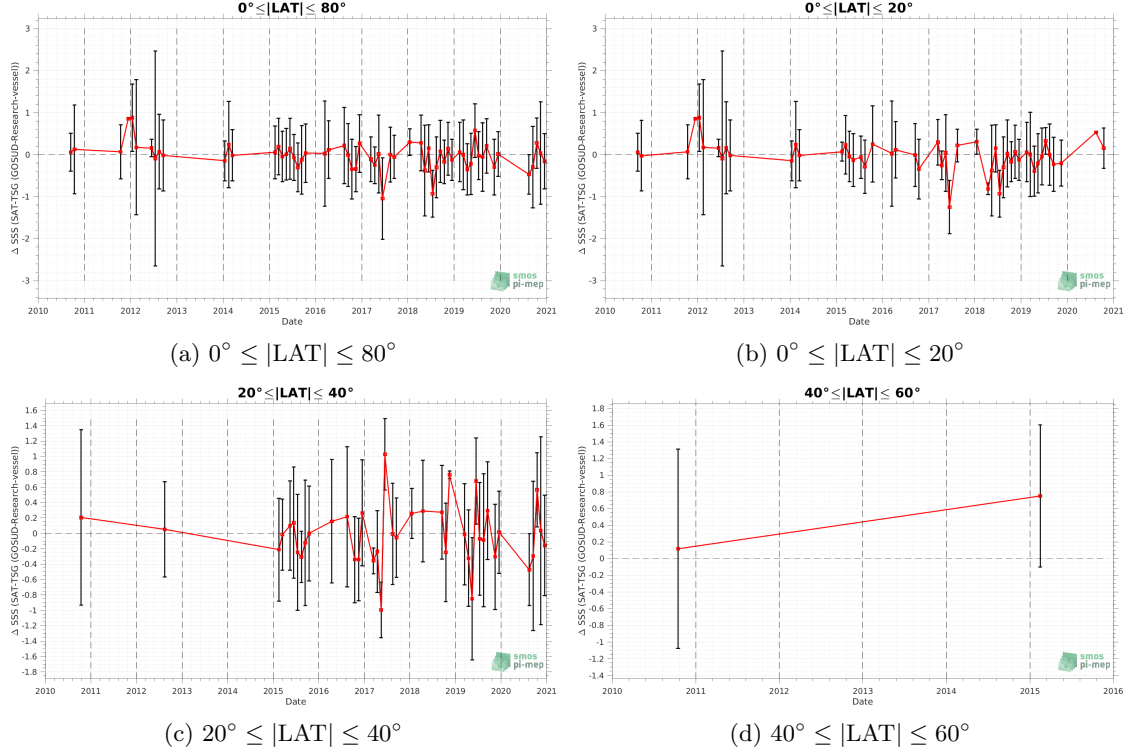 0°≤|LAT|≤ 80°
Δ SSS (SAT-TSG (GOSUD-Research-vessel))
3
2
1
0
-1
-2
-3
2010 2011 2012 2013 2014 2015 2016 2017 2018 2019 2020 2021
Date
smos
pi-mep
(a) 0° ≤ |LAT| ≤ 80°
0°≤|LAT|≤ 20°
Δ SSS (SAT-TSG (GOSUD-Research-vessel))
3
2
1
0
-1
-2
-3
2010 2011 2012 2013 2014 2015 2016 2017 2018 2019 2020 2021
Date
smos
pi-mep
(b) 0° ≤ |LAT| ≤ 20°
20°≤|LAT|≤ 40°
Δ SSS (SAT-TSG (GOSUD-Research-vessel))
1.6
1.4
1.2
1
0.8
0.6
0.4
0.2
0
-0.2
-0.4
-0.6
-0.8
-1
-1.2
-1.4
-1.6
-1.8
2010 2011 2012 2013 2014 2015 2016 2017 2018 2019 2020 2021
Date
smos
pi-mep
(c) 20° ≤ |LAT| ≤ 40°
40°≤|LAT|≤ 60°
Δ SSS (SAT-TSG (GOSUD-Research-vessel))
1.8
1.6
1.4
1.2
1
0.8
0.6
0.4
0.2
0
-0.2
-0.4
-0.6
-0.8
-1
-1.2
-1.4
2010 2011 2012 2013 2014 2015 2016
Date
smos
pi-mep
(d) 40° ≤ |LAT| ≤ 60°